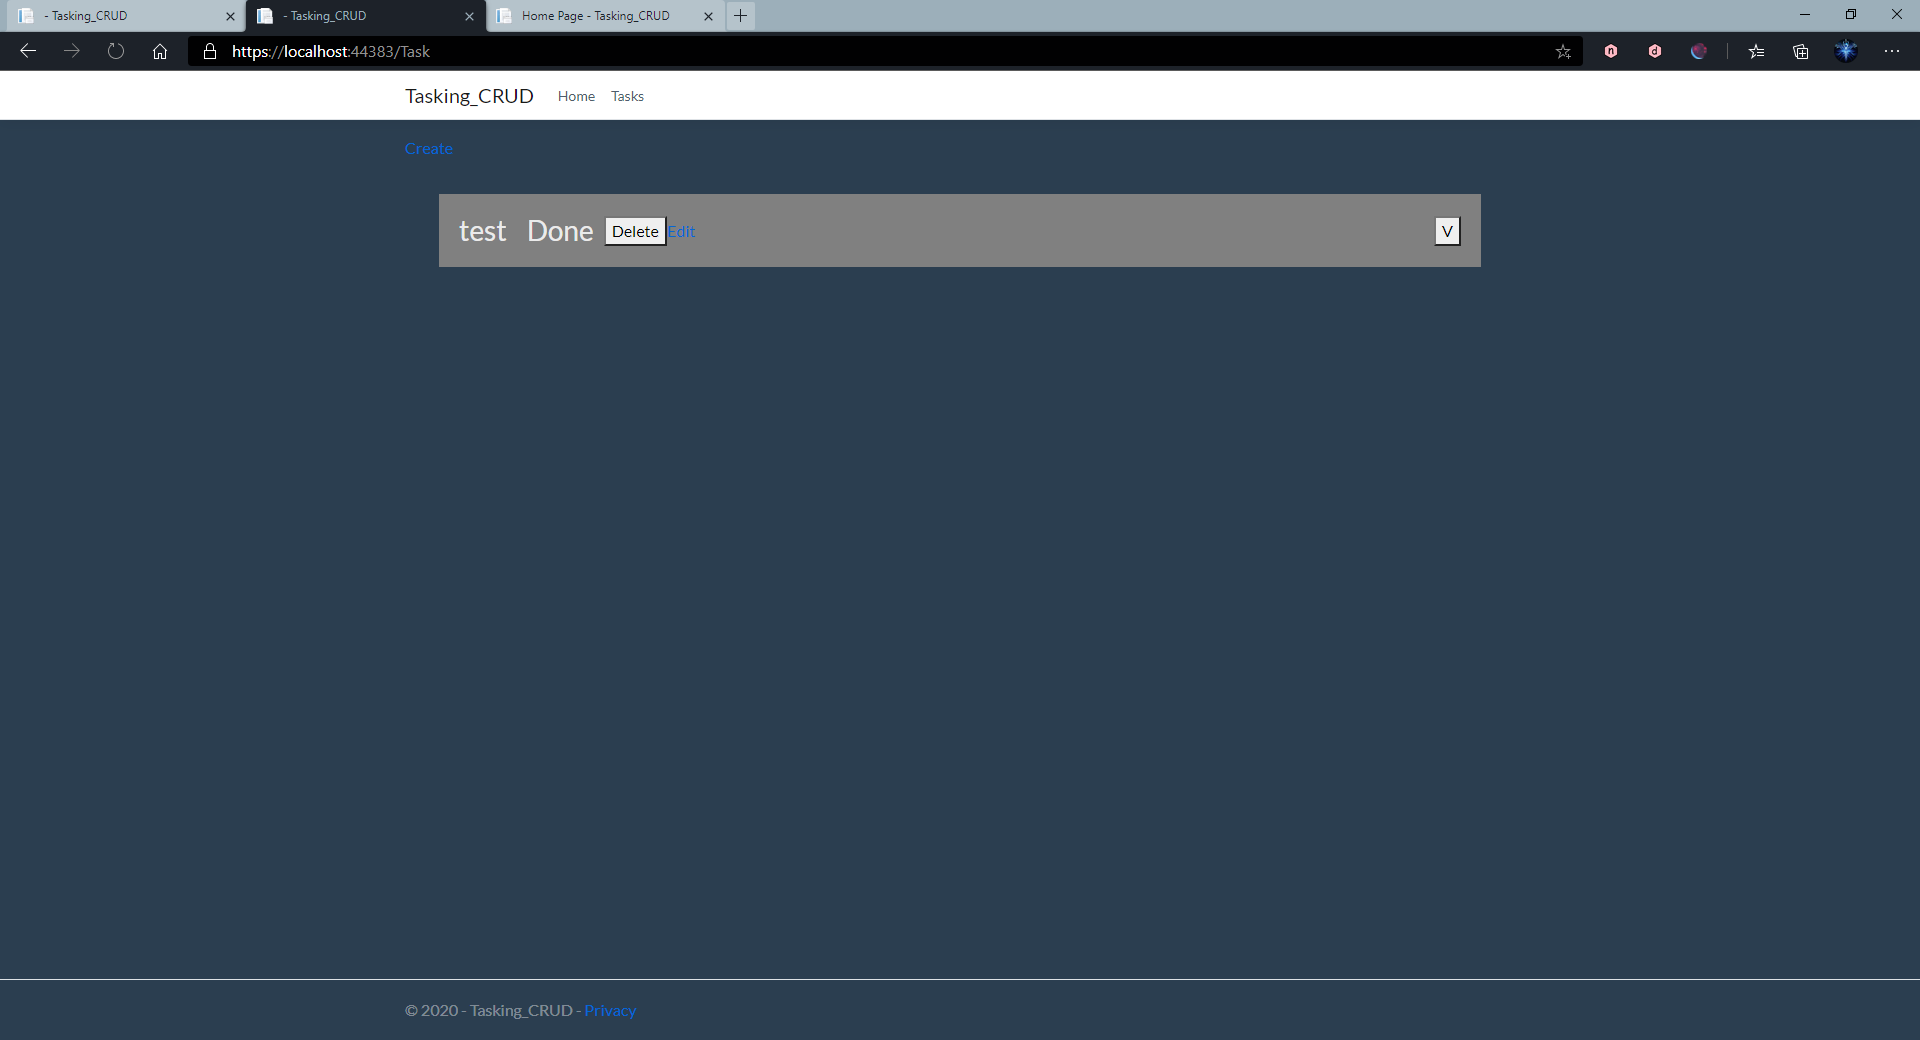 - Tasking_CRUD
- Tasking_CRUD
Home Page - Tasking_CRUD
https://localhost:44383/Task
n
d
Tasking_CRUD Home Tasks
Create
test Done Delete Edit V
© 2020 - Tasking_CRUD - Privacy